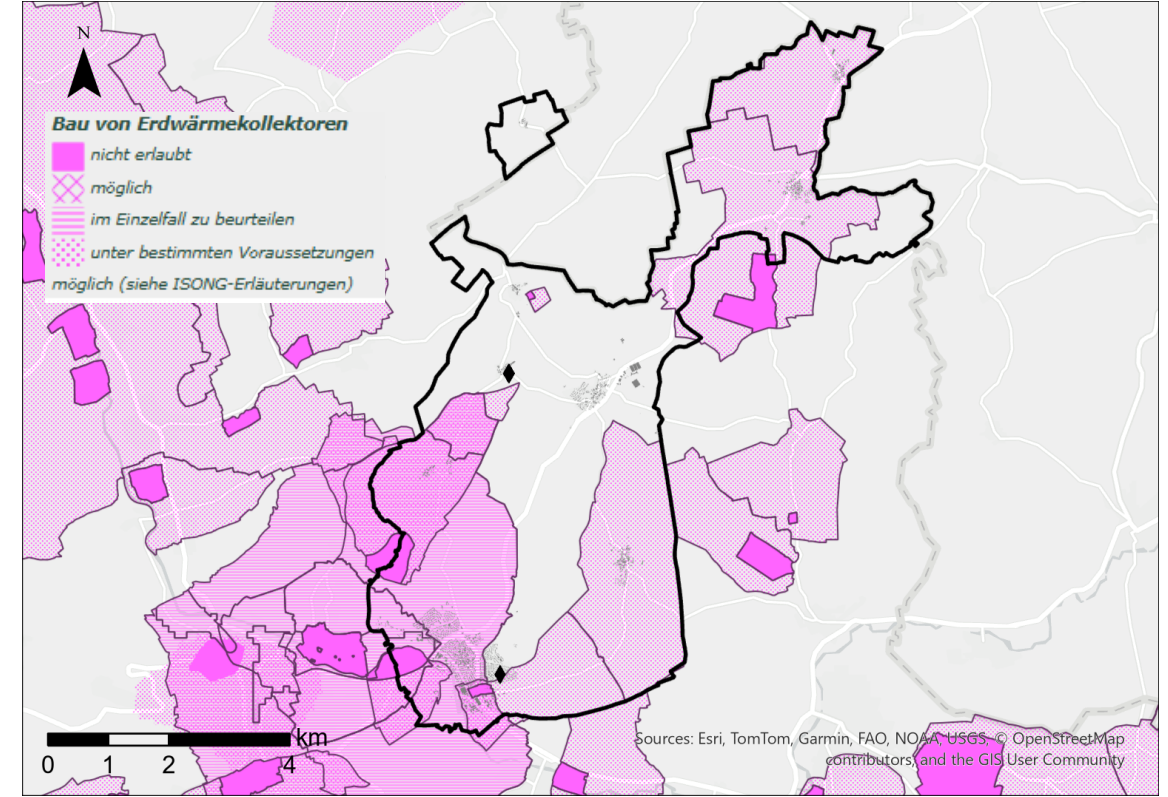 N
Bau von Erdwärmekollektoren
nicht erlaubt
möglich
im Einzelfall zu beurteilen
unter bestimmten Voraussetzungen
möglich (siehe ISONG-Erläuterungen)
km
0 1 2 4
Sources: Esri, TomTom, Garmin, FAO, NOAA, USGS, © OpenStreetMap
contributors, and the GIS User Community